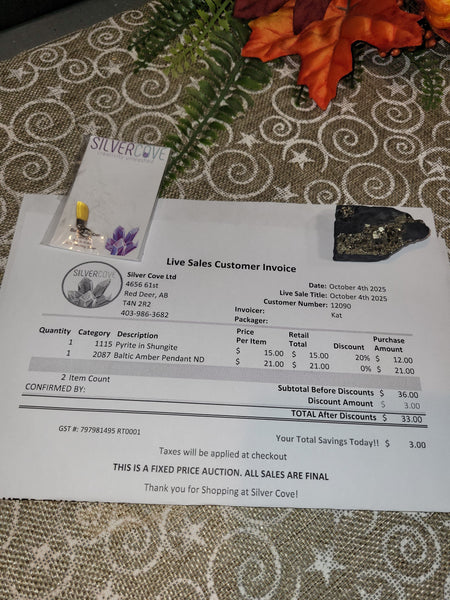 SILVERCOVE
Live Sales Customer Invoice
SILVERCOVE
Silver Cove Ltd
4656 61st
Red Deer, AB
T4N 2R2
403-986-3682
Date: October 4th 2025
Live Sale Title: October 4th 2025
Customer Number: 12090
Invoicer: Kat
Packager:
Quantity Category Description Price Per Item Retail Total Discount Purchase Amount
1 1115 Pyrite in Shungite $ 15.00 $ 15.00 20% $ 12.00
1 2087 Baltic Amber Pendant ND $ 21.00 $ 21.00 0% $ 21.00
2 Item Count
Subtotal Before Discounts $ 36.00
CONFIRMED BY:
Discount Amount $ 3.00
TOTAL After Discounts $ 33.00
GST #: 797981495 RT0001
Your Total Savings Today!! $ 3.00
Taxes will be applied at checkout
THIS IS A FIXED PRICE AUCTION. ALL SALES ARE FINAL
Thank you for Shopping at Silver Cove!